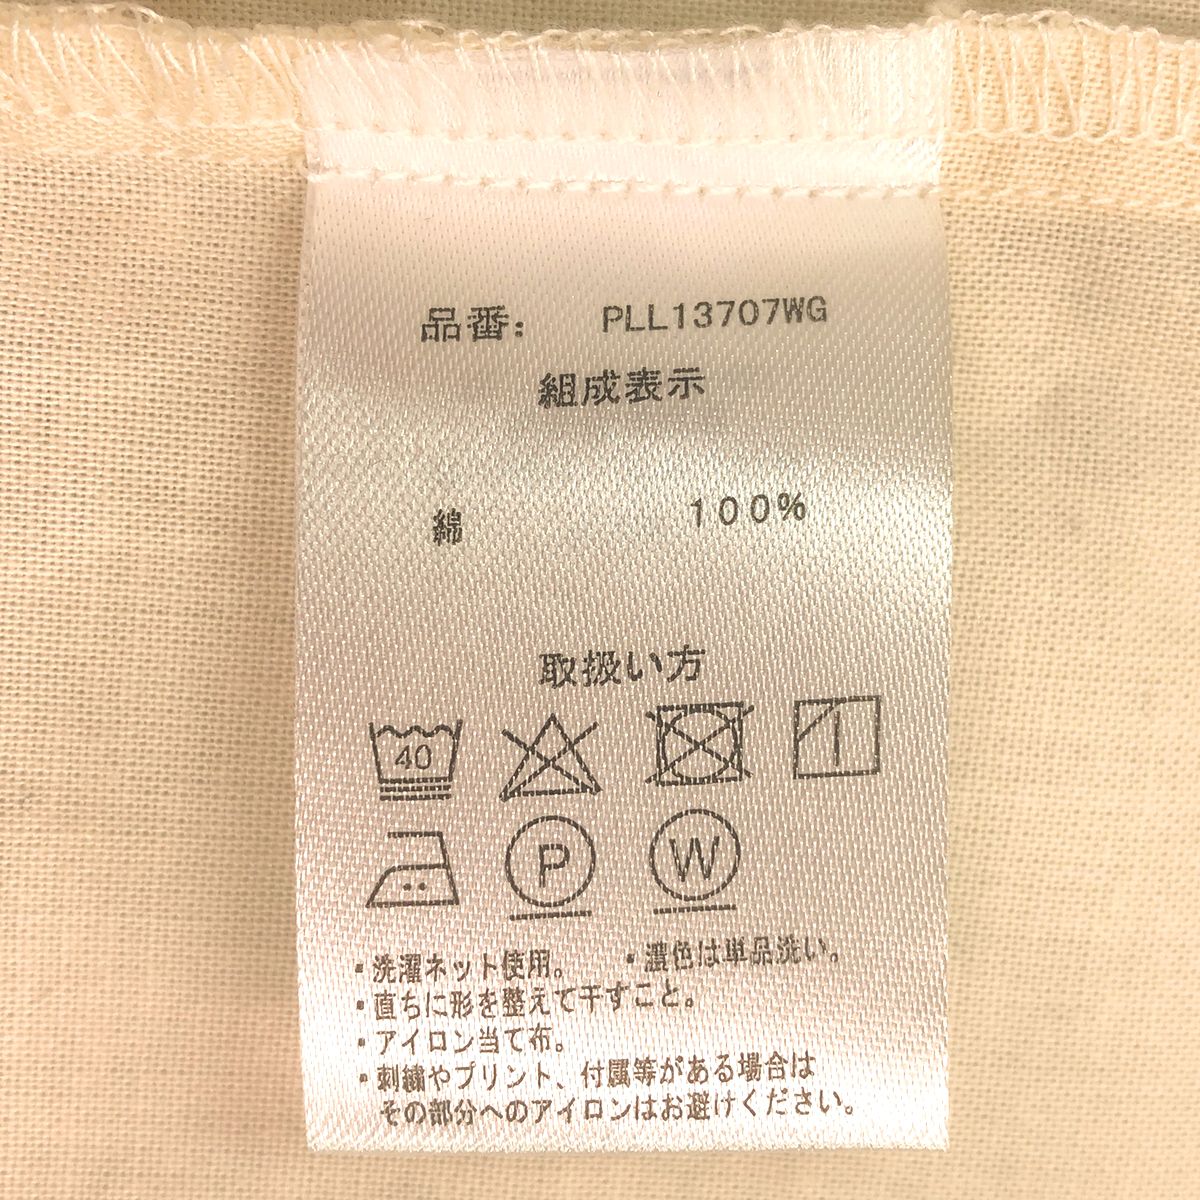 品番: PLL13707WG
組成表示
綿 100%
取扱い方
40
P W
・洗濯ネット使用。 ・濃色は単品洗い。
・直ちに形を整えて干すこと。
・アイロン当て布。
・刺繍やプリント、付属等がある場合は
その部分へのアイロンはお避けください。